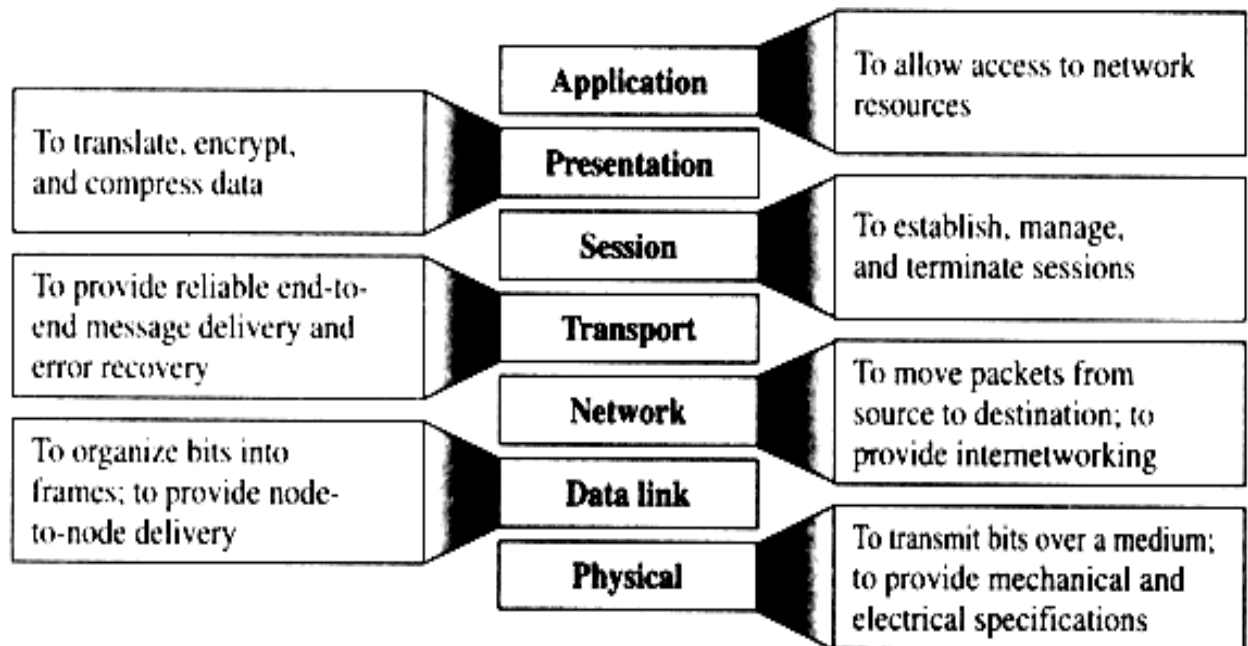 Application
To allow access to network
resources
To translate, encrypt,
and compress data
Presentation
Session
To establish, manage,
and terminate sessions
To provide reliable end-to-
end message delivery and
error recovery
Transport
Network
To move packets from
source to destination; to
provide internetworking
To organize bits into
frames; to provide node-
to-node delivery
Data link
Physical
To transmit bits over a medium;
to provide mechanical and
electrical specifications